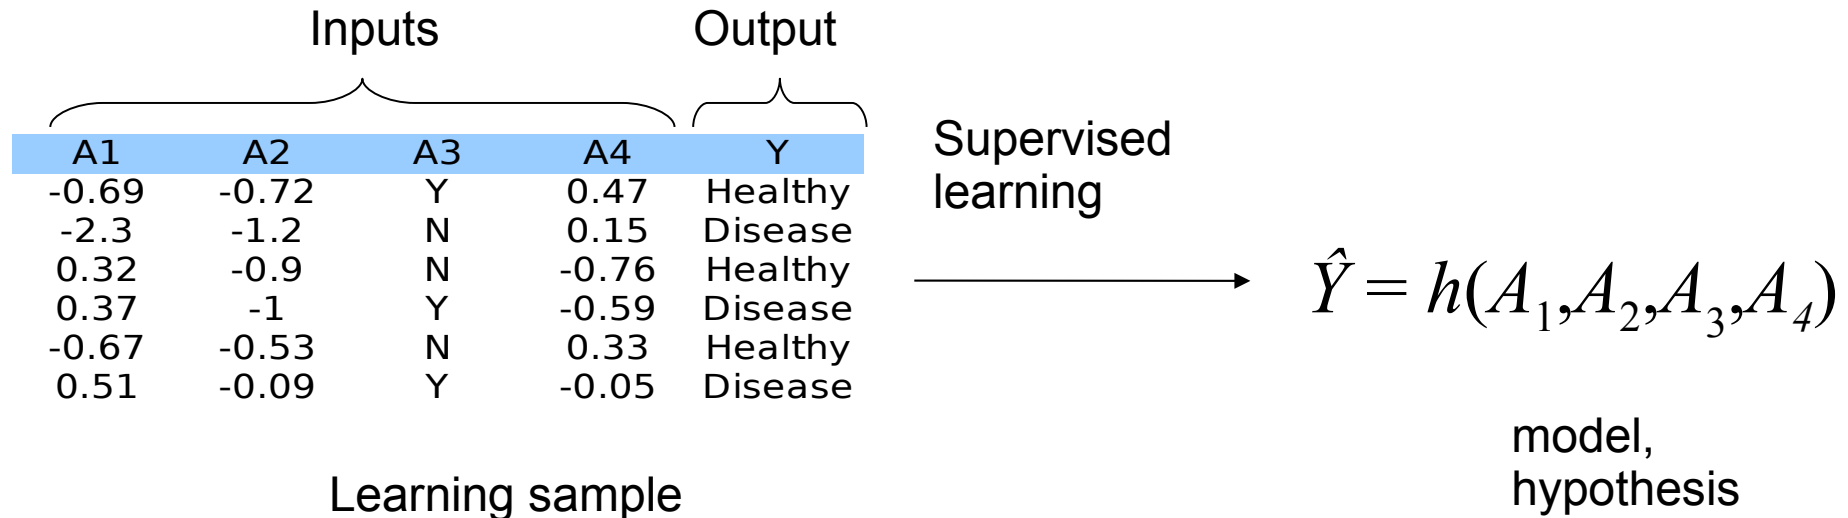 Inputs Output
A1 A2 A3 A4 Y
-0.69 -0.72 Y 0.47 Healthy
-2.3 -1.2 N 0.15 Disease
0.32 -0.9 N -0.76 Healthy
0.37 -1 Y -0.59 Disease
-0.67 -0.53 N 0.33 Healthy
0.51 -0.09 Y -0.05 Disease
Learning sample
Supervised
learning
Ŷ = h(A₁,A₂,A₃,A₄)
model,
hypothesis